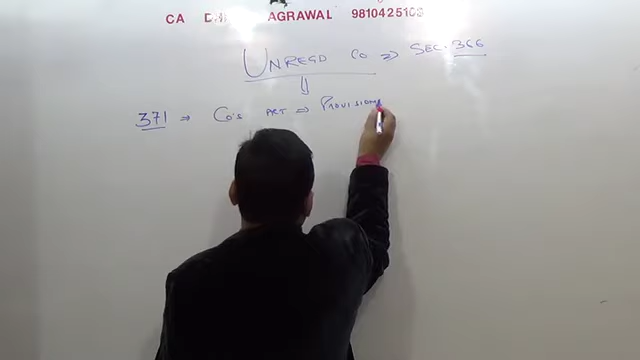 CA AGRAWAL 9810425103
UNREGD CO ⇒ SEC. 366
371 ⇒ CO'S ACT ⇒ PROVISIONS